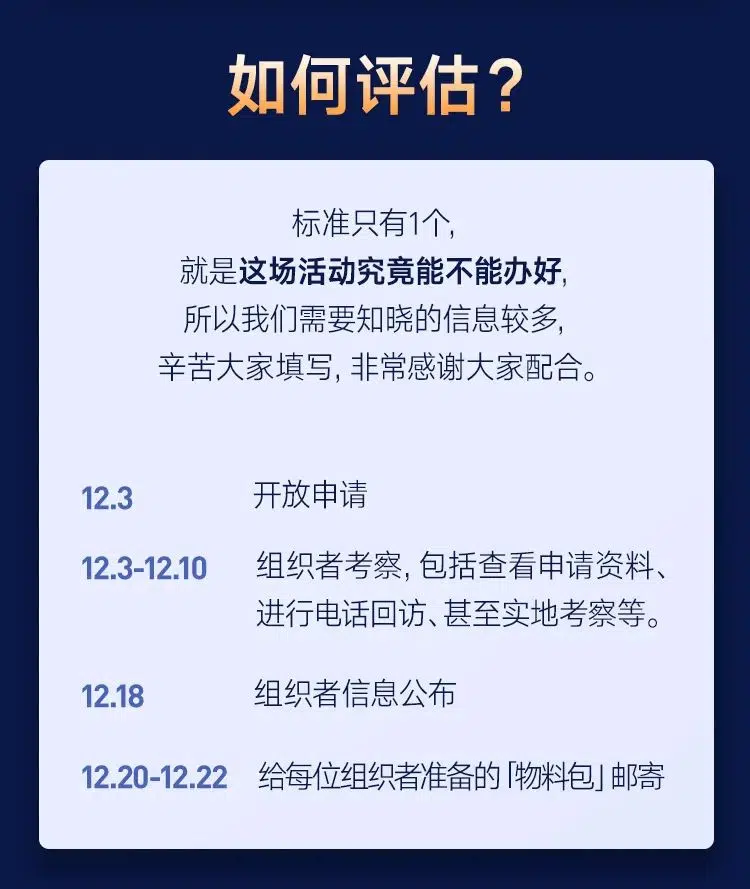 如何评估？
标准只有1个,
就是这场活动究竟能不能办好,
所以我们需要知晓的信息较多,
辛苦大家填写, 非常感谢大家配合。
12.3 开放申请
12.3-12.10 组织者考察, 包括查看申请资料、
进行电话回访、甚至实地考察等。
12.18 组织者信息公布
12.20-12.22 给每位组织者准备的「物料包」邮寄